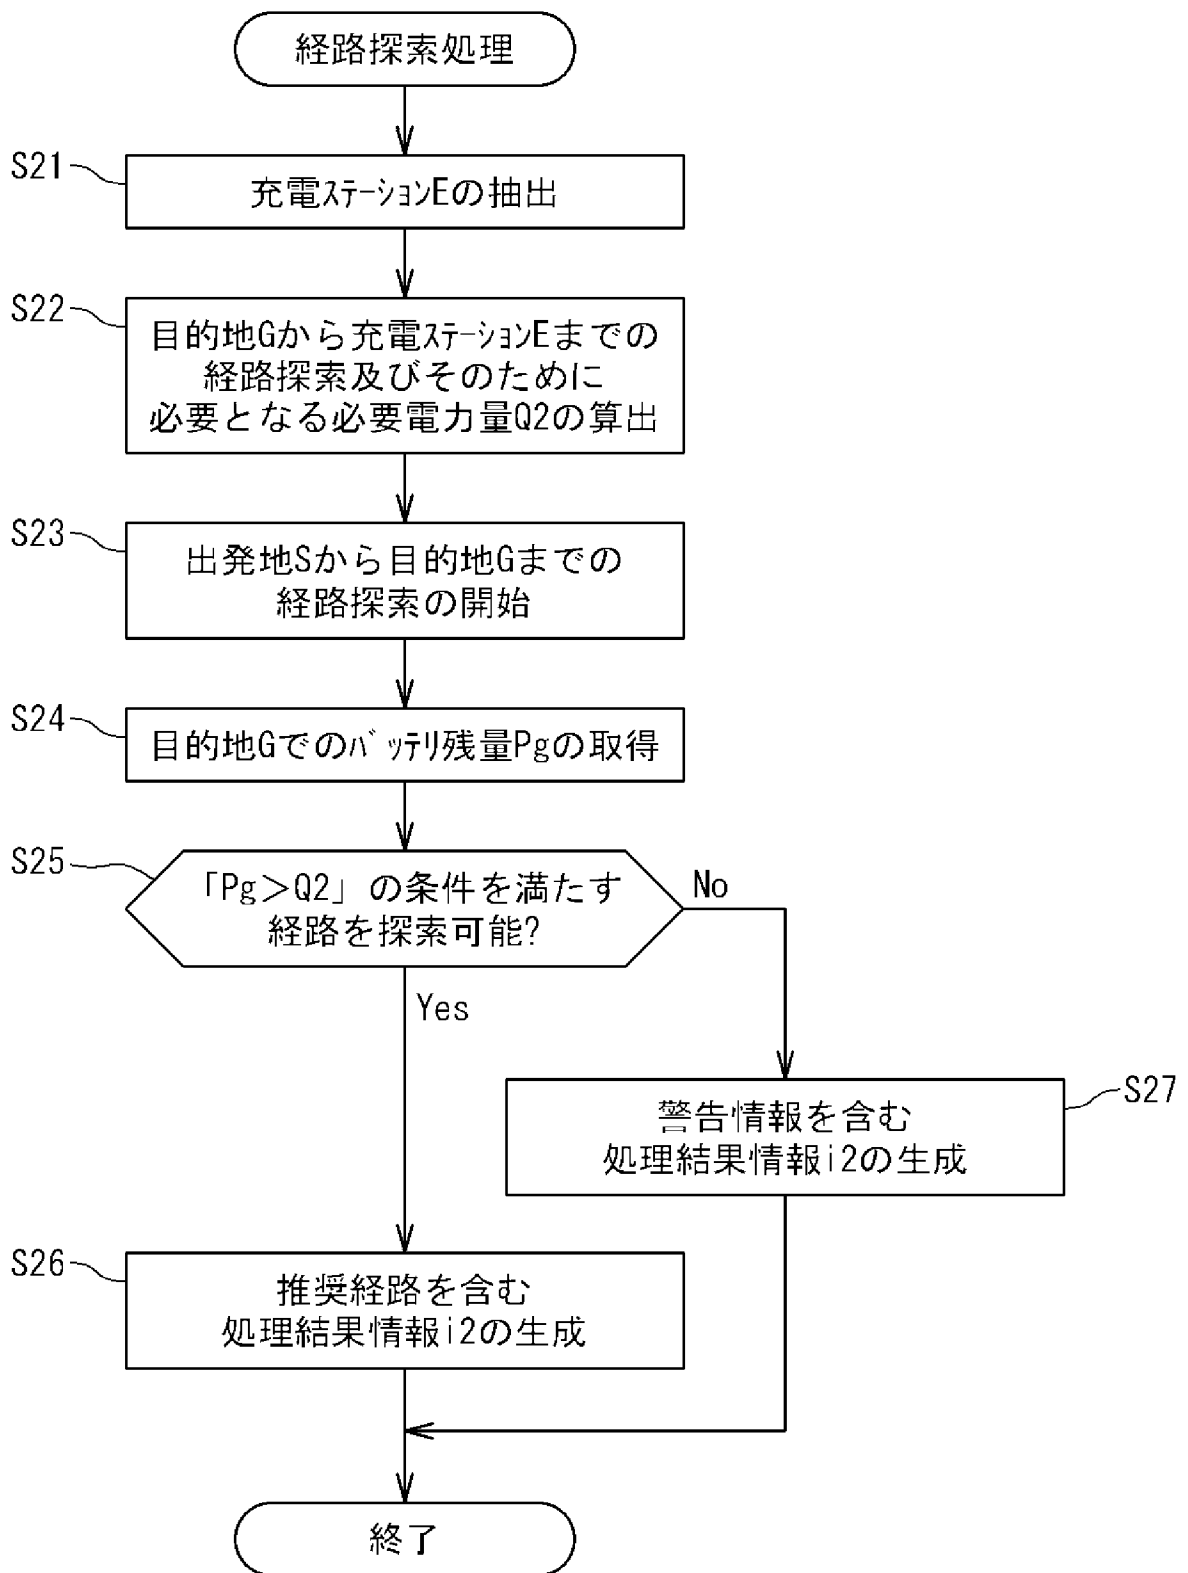 経路探索処理
S21
充電ｽﾃｰｼｮﾝEの抽出
S22
目的地Gから充電ｽﾃｰｼｮﾝEまでの
経路探索及びそのために
必要となる必要電力量Q2の算出
S23
出発地Sから目的地Gまでの
経路探索の開始
S24
目的地Gでのﾊﾞｯﾃﾘ残量Pgの取得
S25
「Pg＞Q2」の条件を満たす
経路を探索可能?
No
Yes
S27
警告情報を含む
処理結果情報i2の生成
S26
推奨経路を含む
処理結果情報i2の生成
終了